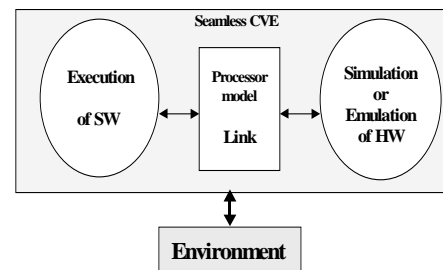 Seamless CVE
Execution
of SW
Processor
model
Link
Simulation
or
Emulation
of HW
Environment